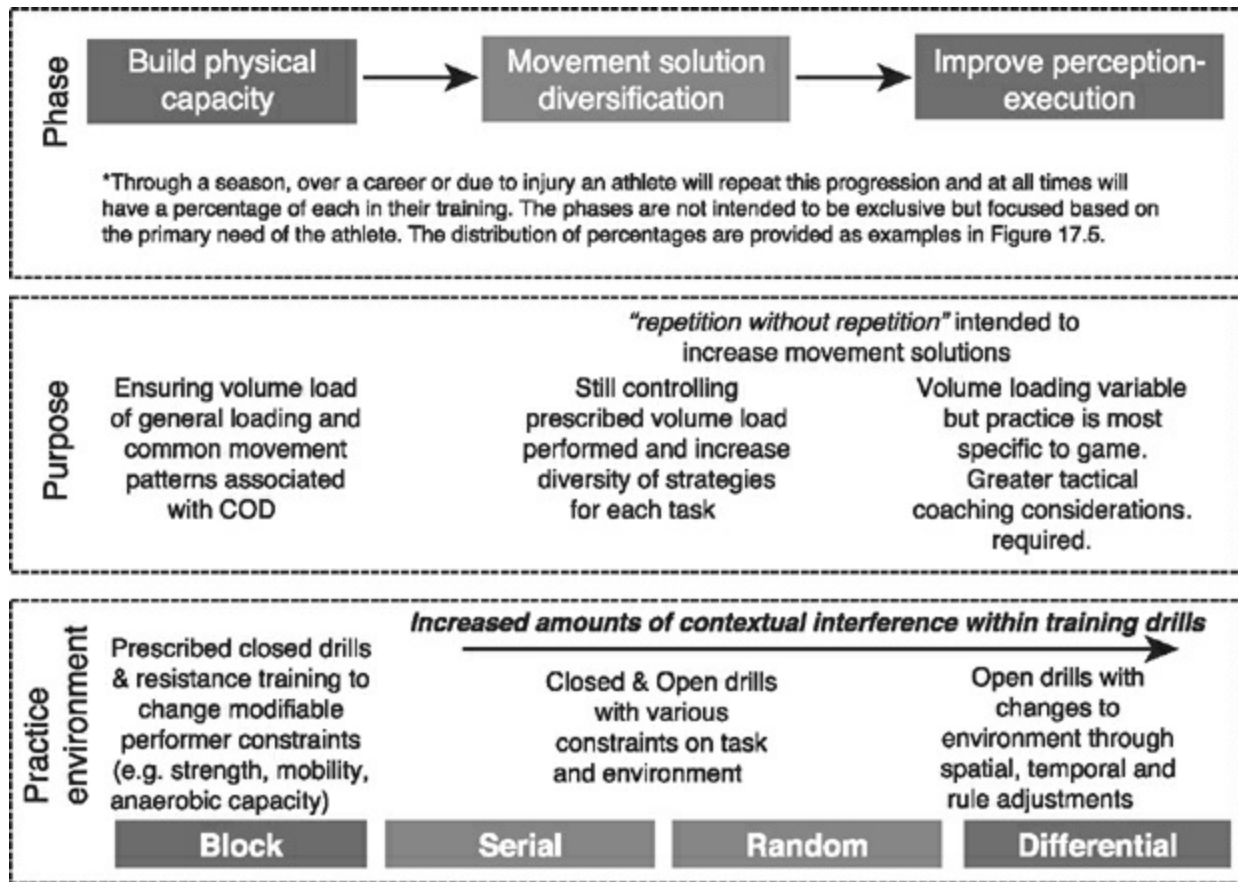 Phase
Build physical
capacity
Movement solution
diversification
Improve perception-
execution
*Through a season, over a career or due to injury an athlete will repeat this progression and at all times will
have a percentage of each in their training. The phases are not intended to be exclusive but focused based on
the primary need of the athlete. The distribution of percentages are provided as examples in Figure 17.5.
Purpose
"repetition without repetition" intended to
increase movement solutions
Ensuring volume load
of general loading and
common movement
patterns associated
with COD
Still controlling
prescribed volume load
performed and increase
diversity of strategies
for each task
Volume loading variable
but practice is most
specific to game.
Greater tactical
coaching considerations.
required.
Practice
environment
Increased amounts of contextual interference within training drills
Prescribed closed drills
& resistance training to
change modifiable
performer constraints
(e.g. strength, mobility,
anaerobic capacity)
Closed & Open drills
with various
constraints on task
and environment
Open drills with
changes to
environment through
spatial, temporal and
rule adjustments
Block
Serial
Random
Differential